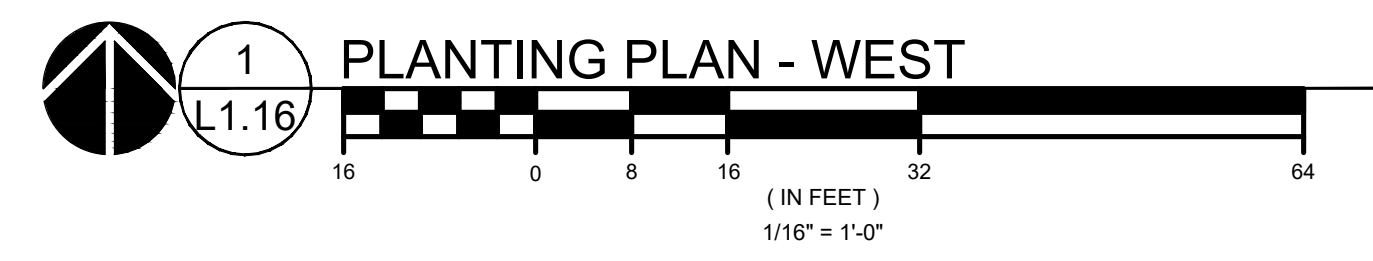 1
L1.16
PLANTING PLAN - WEST
16 0 8 16 32 64
( IN FEET )
1/16" = 1'-0"